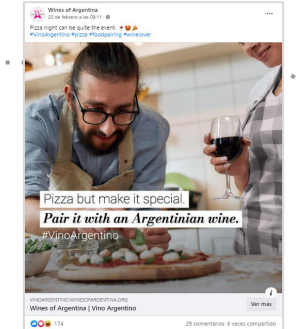 Wines of Argentina
20 de febrero a las 09:11
Pizza night can be quite the event.
#VinoArgentino #pizza #foodpairing #winelover
Pizza but make it special.
Pair it with an Argentinian wine.
#VinoArgentino
VINOARGENTINO.WINESOFARGENTINA.ORG
Wines of Argentina | Vino Argentino
Ver más
174
29 comentarios 6 veces compartido